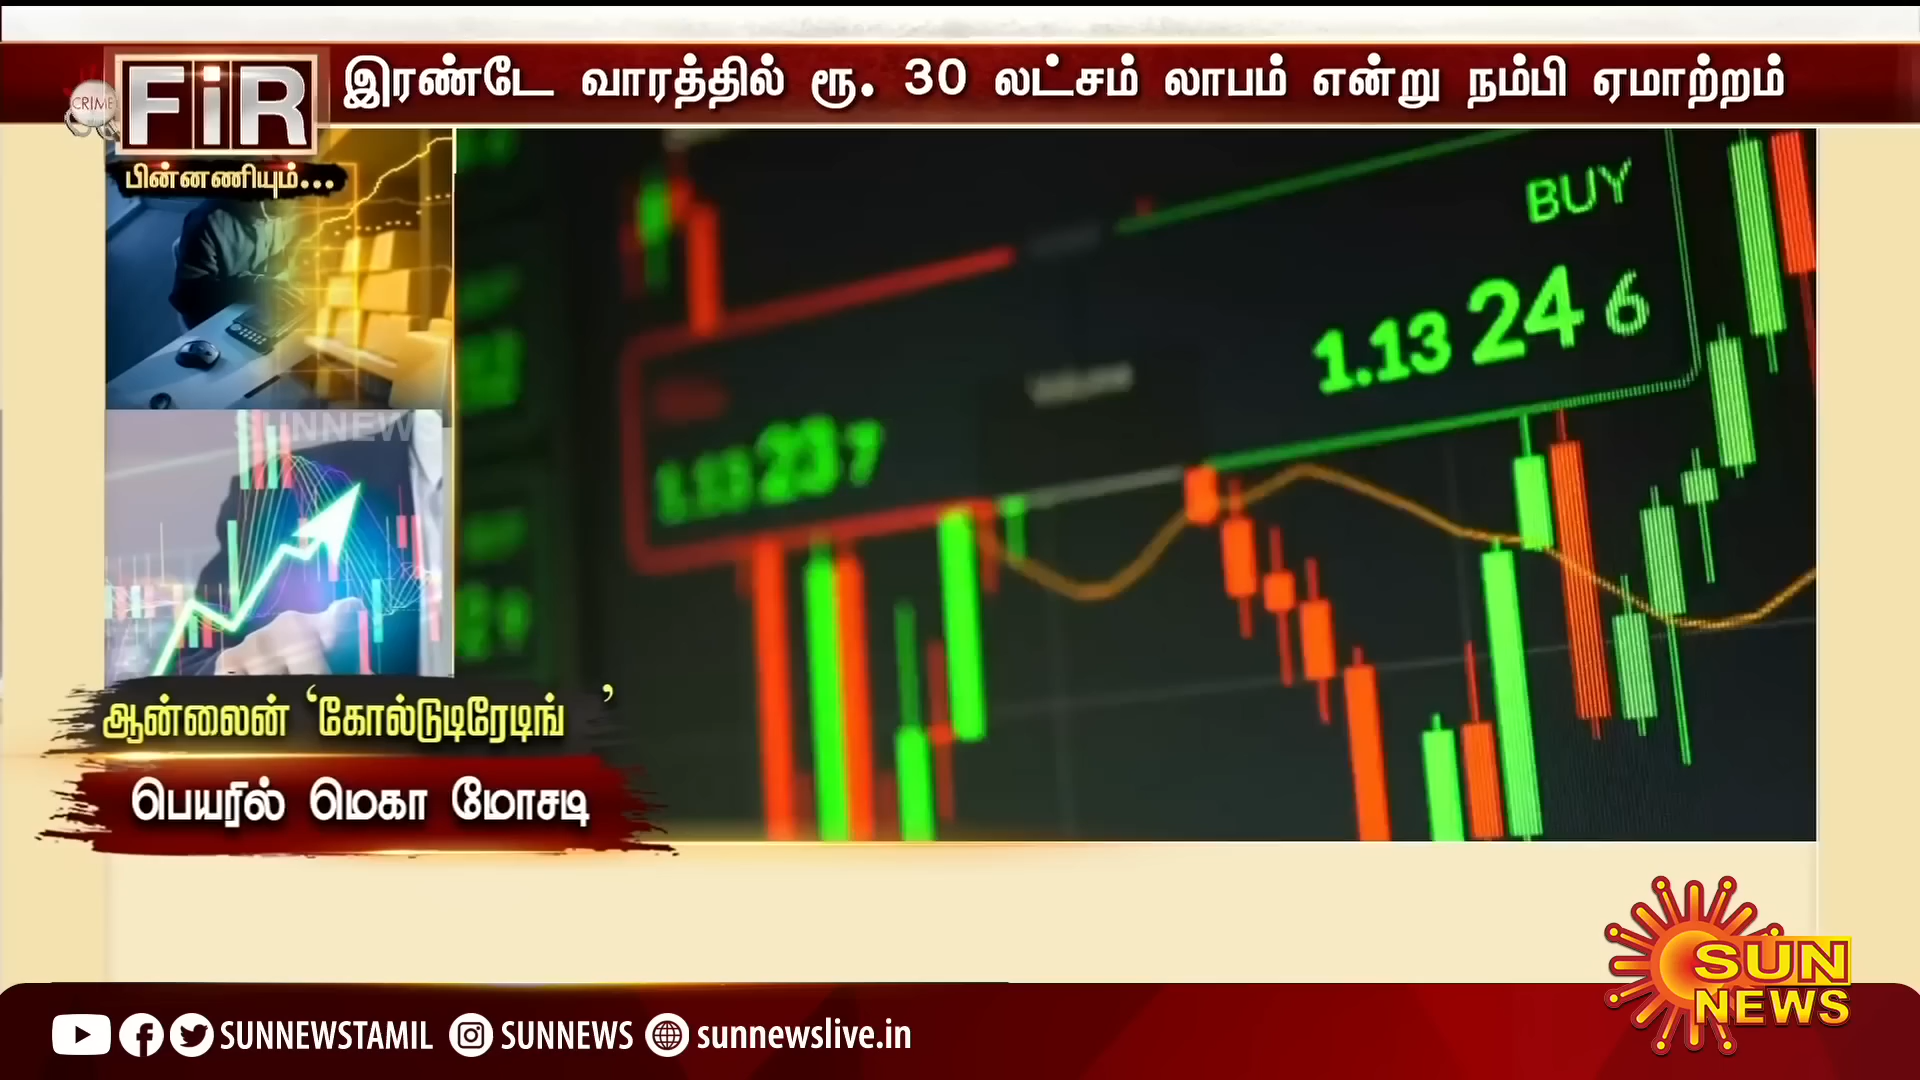 இரண்டே வாரத்தில் ரூ. 30 லட்சம் லாபம் என்று நம்பி ஏமாற்றம்
CRIME
FiR
பின்னணியும்...
BUY
1.13 24 6
Volume
1.13 23 7
SUNNEWS
ஆன்லைன் ‘கோல்டுடிரேடிங் ’
பெயரில் மெகா மோசடி
SUN
NEWS
SUNNEWSTAMIL SUNNEWS sunnewslive.in